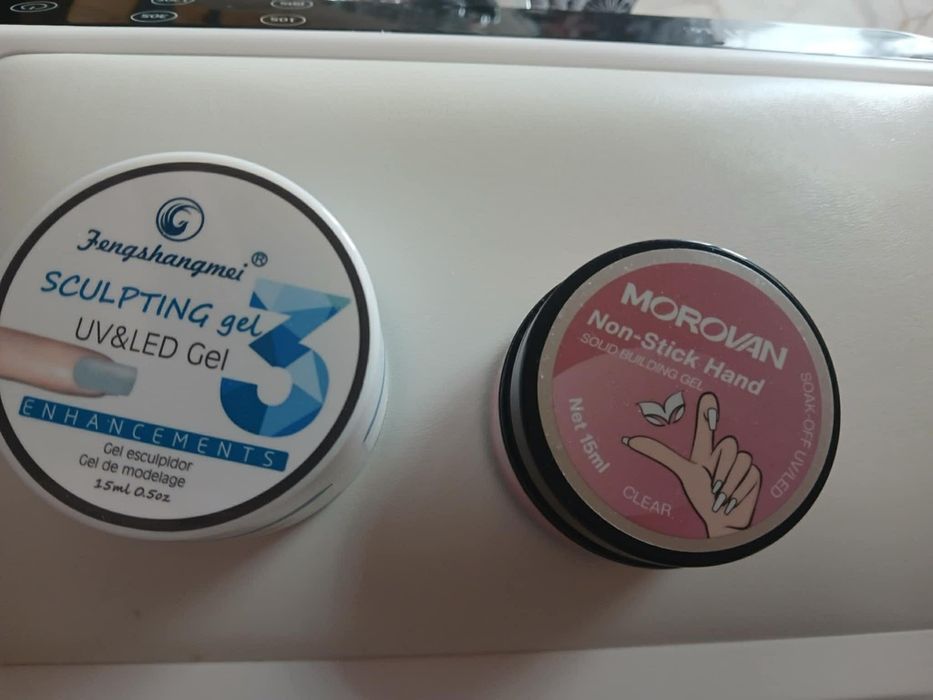 Fengshangmei®
SCULPTING gel
UV&LED Gel
3
ENHANCEMENTS
Gel esculpidor
Gel de modelage
15ml 0.5oz
MOROVAN
Non-Stick Hand
SOLID BUILDING GEL
Net 15ml
CLEAR
SOAK OFF UV/LED